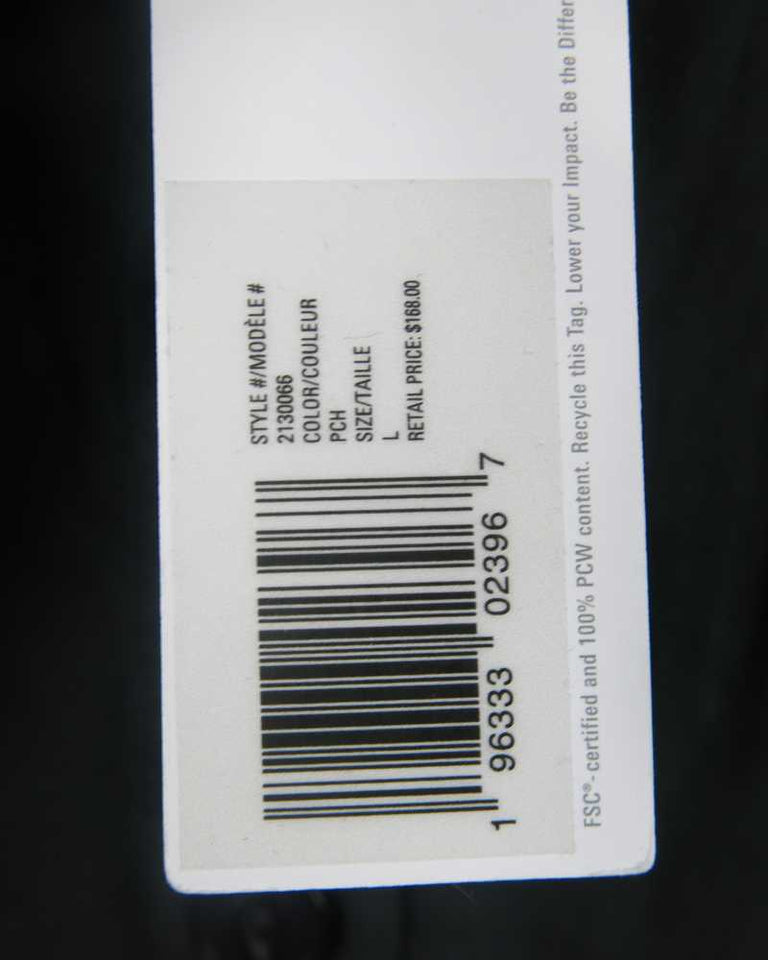 STYLE #/MODÈLE #
2130066
COLOR/COULEUR
PCH
SIZE/TAILLE
L
RETAIL PRICE: $168.00
1 96333 02396 7
FSC®-certified and 100% PCW content. Recycle this Tag. Lower your Impact. Be the Differ